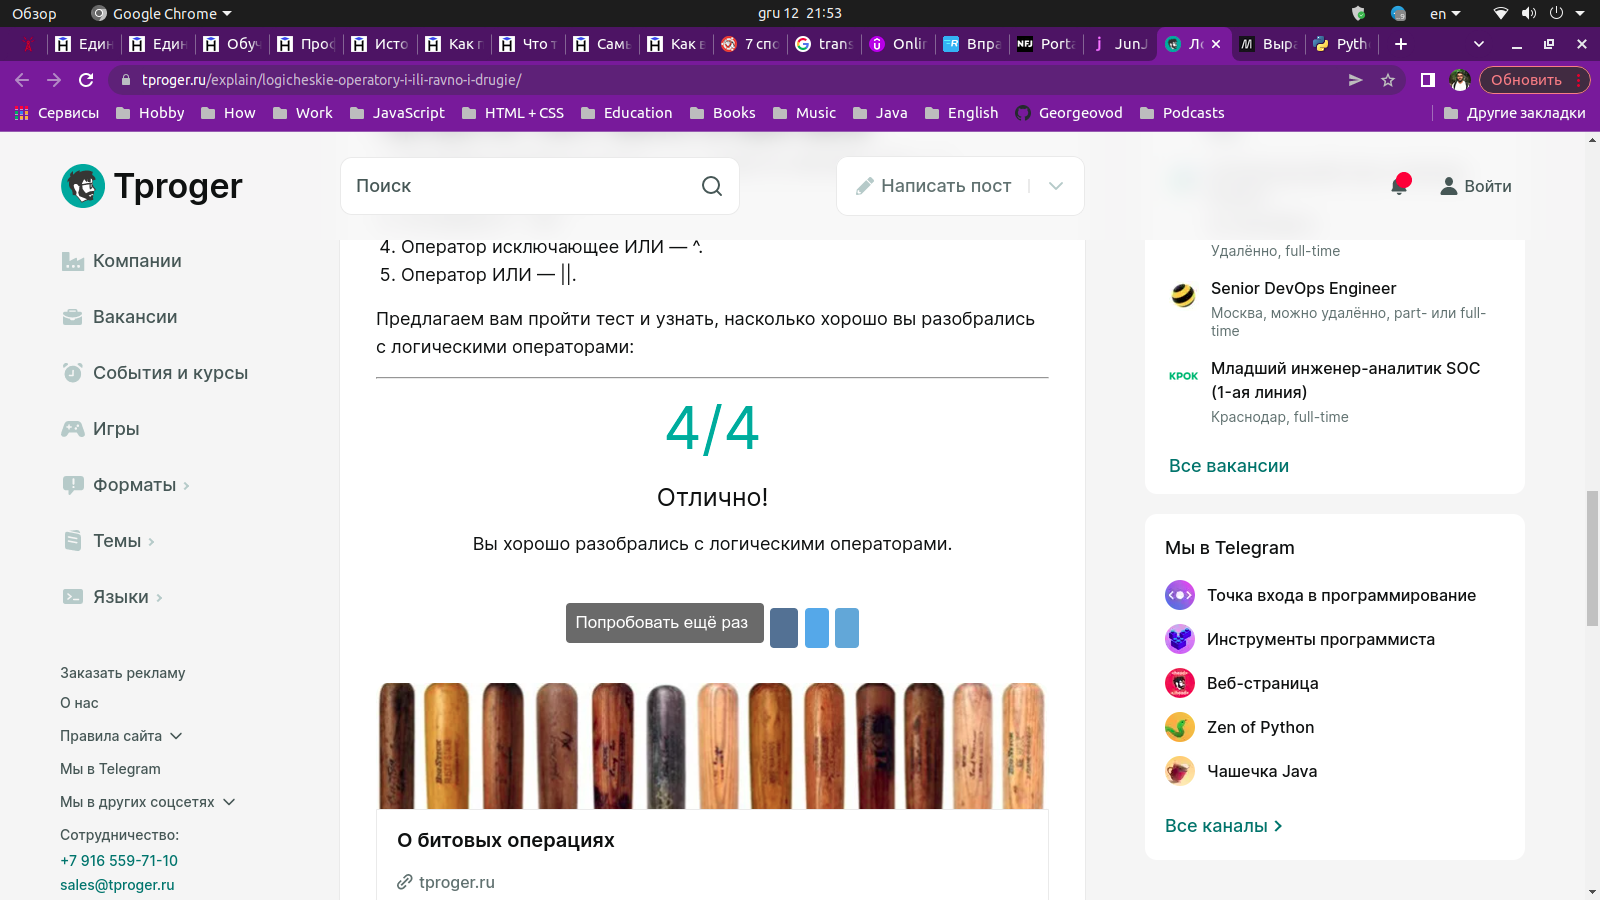 Обзор
Google Chrome
gru 12 21:53
en
Един
Един
Обуч
Прос
Исто
Как п
Что т
Самы
Как в
7 спо
trans
Onlin
Впра
Porta
JunJ
Ло
Выра
Pyth
tproger.ru/explain/logicheskie-operatory-i-ili-ravno-i-drugie/
Обновить
Сервисы
Hobby
How
Work
JavaScript
HTML + CSS
Education
Books
Music
Java
English
Georgeovod
Podcasts
Другие закладки
Tproger
Поиск
Написать пост
Войти
Компании
Вакансии
События и курсы
Игры
Форматы
Темы
Языки
Заказать рекламу
О нас
Правила сайта
Мы в Telegram
Мы в других соцсетях
Сотрудничество:
+7 916 559-71-10
sales@tproger.ru
4. Оператор исключающее ИЛИ — ^.
5. Оператор ИЛИ — ||.
Предлагаем вам пройти тест и узнать, насколько хорошо вы разобрались
с логическими операторами:
4/4
Отлично!
Вы хорошо разобрались с логическими операторами.
Попробовать ещё раз
О битовых операциях
tproger.ru
Удалённо, full-time
Senior DevOps Engineer
Москва, можно удалённо, part- или full-
time
КРОК
Младший инженер-аналитик SOC
(1-ая линия)
Краснодар, full-time
Все вакансии
Мы в Telegram
Точка входа в программирование
Инструменты программиста
Веб-страница
Zen of Python
Чашечка Java
Все каналы